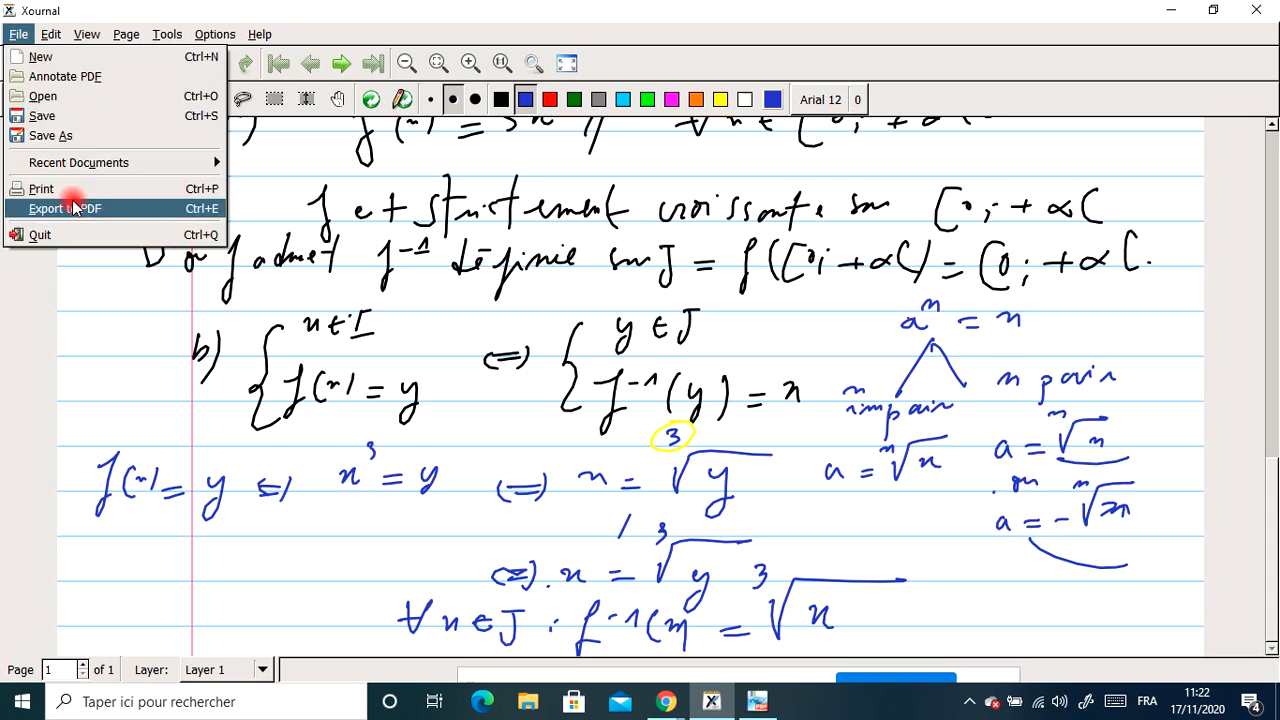 Xournal
File Edit View Page Tools Options Help
New Ctrl+N
Annotate PDF
Open Ctrl+O
Save Ctrl+S
Save As
Recent Documents
Print Ctrl+P
Export to PDF Ctrl+E
Quit Ctrl+Q
Arial 12 0
∀x ∈ [0; +∞[.
f est strictement croissante sur [0; +∞[
f admet f⁻¹ définie sur J = f([0; +∞[) = [0; +∞[.
b) { x ∈ I ⟺ { y ∈ J
f(x) = y f⁻¹(y) = x
aⁿ = x
n impair n pair
a = ⁿ√x a = ⁿ√x
ou
a = -ⁿ√x
f(x) = y ⟺ x³ = y ⟺ x = ³√y
⟺ x = ³√y
∀x ∈ J : f⁻¹(x) = ³√x
Page 1 of 1 Layer: Layer 1
Taper ici pour rechercher
FRA
11:22
17/11/2020
4